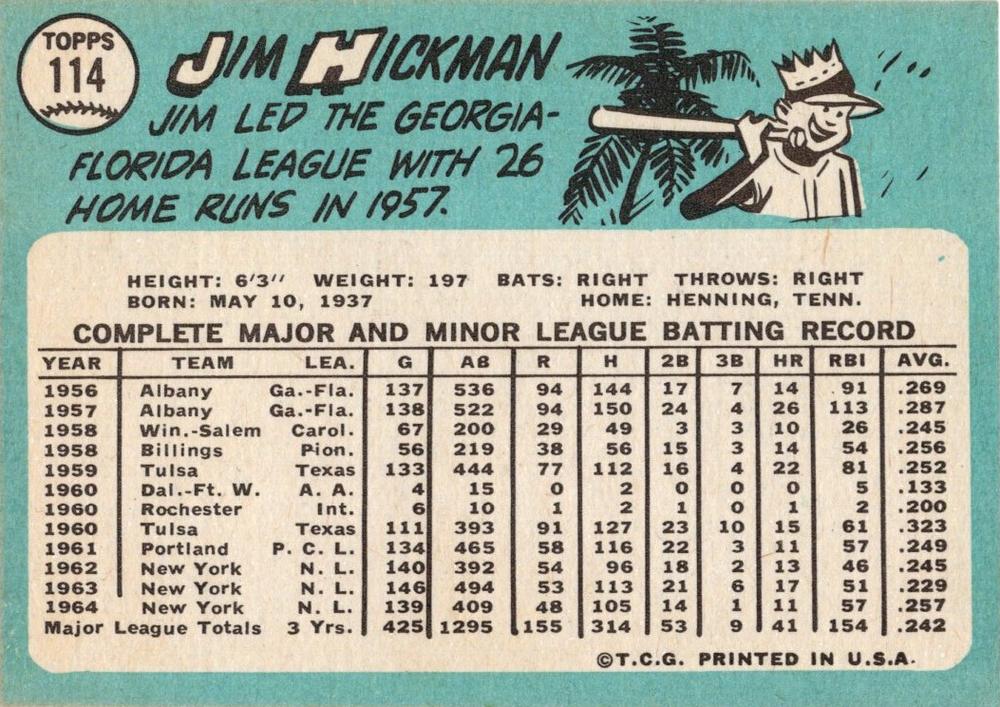 TOPPS
114
JIM HICKMAN
JIM LED THE GEORGIA-
FLORIDA LEAGUE WITH 26
HOME RUNS IN 1957.
HEIGHT: 6'3" WEIGHT: 197 BATS: RIGHT THROWS: RIGHT
BORN: MAY 10, 1937 HOME: HENNING, TENN.
COMPLETE MAJOR AND MINOR LEAGUE BATTING RECORD
YEAR TEAM LEA. G AB R H 2B 3B HR RBI AVG.
1956 Albany Ga.-Fla. 137 536 94 144 17 7 14 91 .269
1957 Albany Ga.-Fla. 138 522 94 150 24 4 26 113 .287
1958 Win.-Salem Carol. 67 200 29 49 3 3 10 26 .245
1958 Billings Pion. 56 219 38 56 15 3 14 54 .256
1959 Tulsa Texas 133 444 77 112 16 4 22 81 .252
1960 Dal.-Ft. W. A. A. 4 15 0 2 0 0 0 5 .133
1960 Rochester Int. 6 10 1 2 1 0 1 2 .200
1960 Tulsa Texas 111 393 91 127 23 10 15 61 .323
1961 Portland P. C. L. 134 465 58 116 22 3 11 57 .249
1962 New York N. L. 140 392 54 96 18 2 13 46 .245
1963 New York N. L. 146 494 53 113 21 6 17 51 .229
1964 New York N. L. 139 409 48 105 14 1 11 57 .257
Major League Totals 3 Yrs. 425 1295 155 314 53 9 41 154 .242
©T.C.G. PRINTED IN U.S.A.